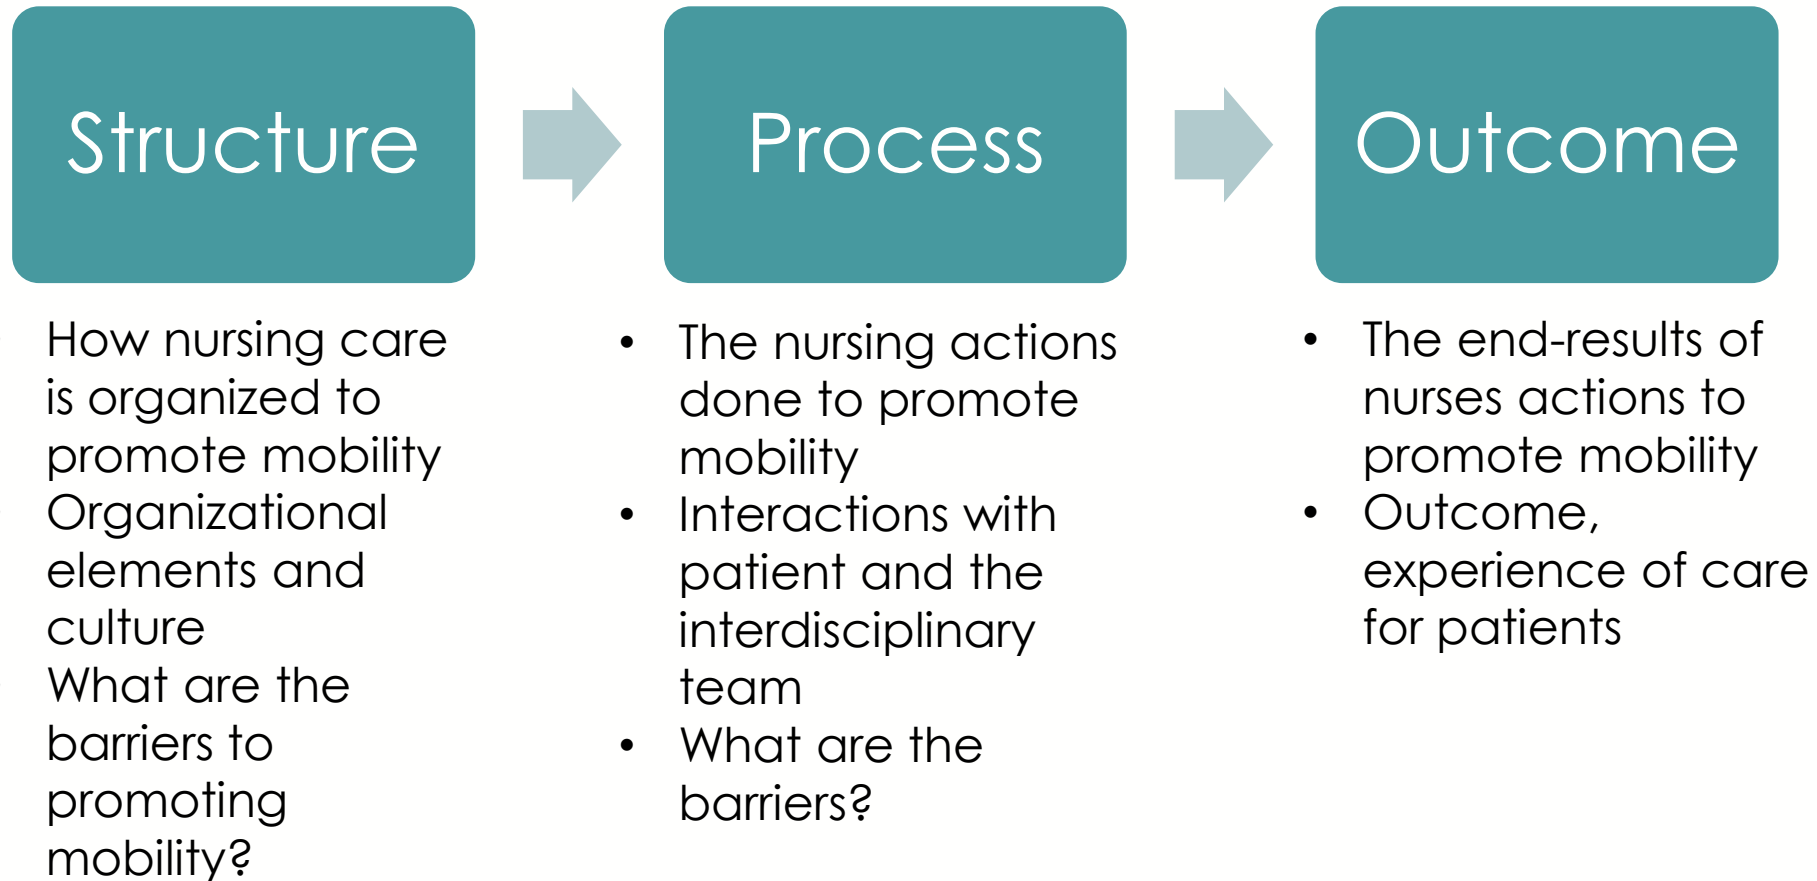 Structure
Process
Outcome
How nursing care
is organized to
promote mobility
Organizational
elements and
culture
What are the
barriers to
promoting
mobility?
• The nursing actions
done to promote
mobility
• Interactions with
patient and the
interdisciplinary
team
• What are the
barriers?
• The end-results of
nurses actions to
promote mobility
• Outcome,
experience of care
for patients